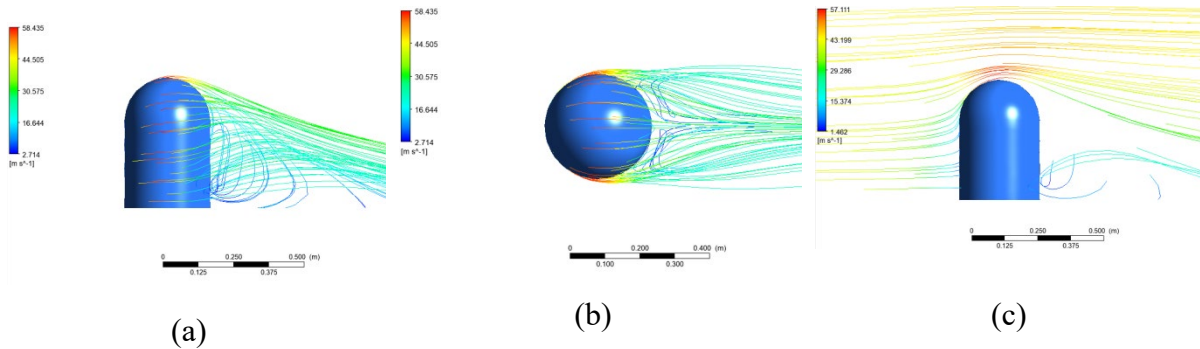 58.435
44.505
30.575
16.644
2.714
[m s^-1]
0 0.250 0.500 (m)
0.125 0.375
(a)
58.435
44.505
30.575
16.644
2.714
[m s^-1]
0 0.200 0.400 (m)
0.100 0.300
(b)
57.111
43.199
29.286
15.374
1.462
[m s^-1]
0 0.250 0.500 (m)
0.125 0.375
(c)